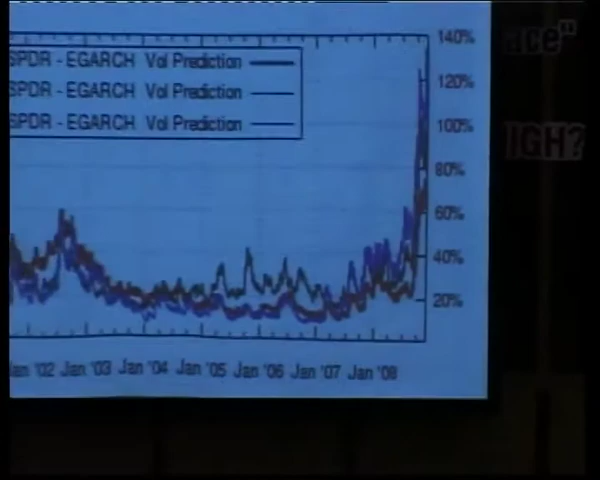 SPDR - EGARCH Vol Prediction
SPDR - EGARCH Vol Prediction
SPDR - EGARCH Vol Prediction
140%
120%
100%
80%
60%
40%
20%
Jan '02 Jan '03 Jan '04 Jan '05 Jan '06 Jan '07 Jan '08
ace"
IGH?